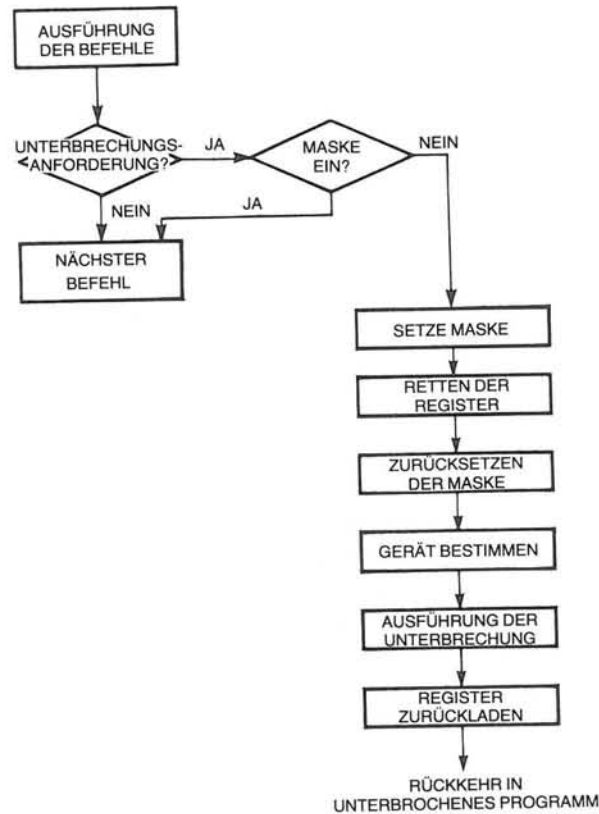 AUSFÜHRUNG
DER BEFEHLE
UNTERBRECHUNGS-
ANFORDERUNG?
JA
MASKE
EIN?
NEIN
NEIN
JA
NÄCHSTER
BEFEHL
SETZE MASKE
RETTEN DER
REGISTER
ZURÜCKSETZEN
DER MASKE
GERÄT BESTIMMEN
AUSFÜHRUNG DER
UNTERBRECHUNG
REGISTER
ZURÜCKLADEN
RÜCKKEHR IN
UNTERBROCHENES PROGRAMM